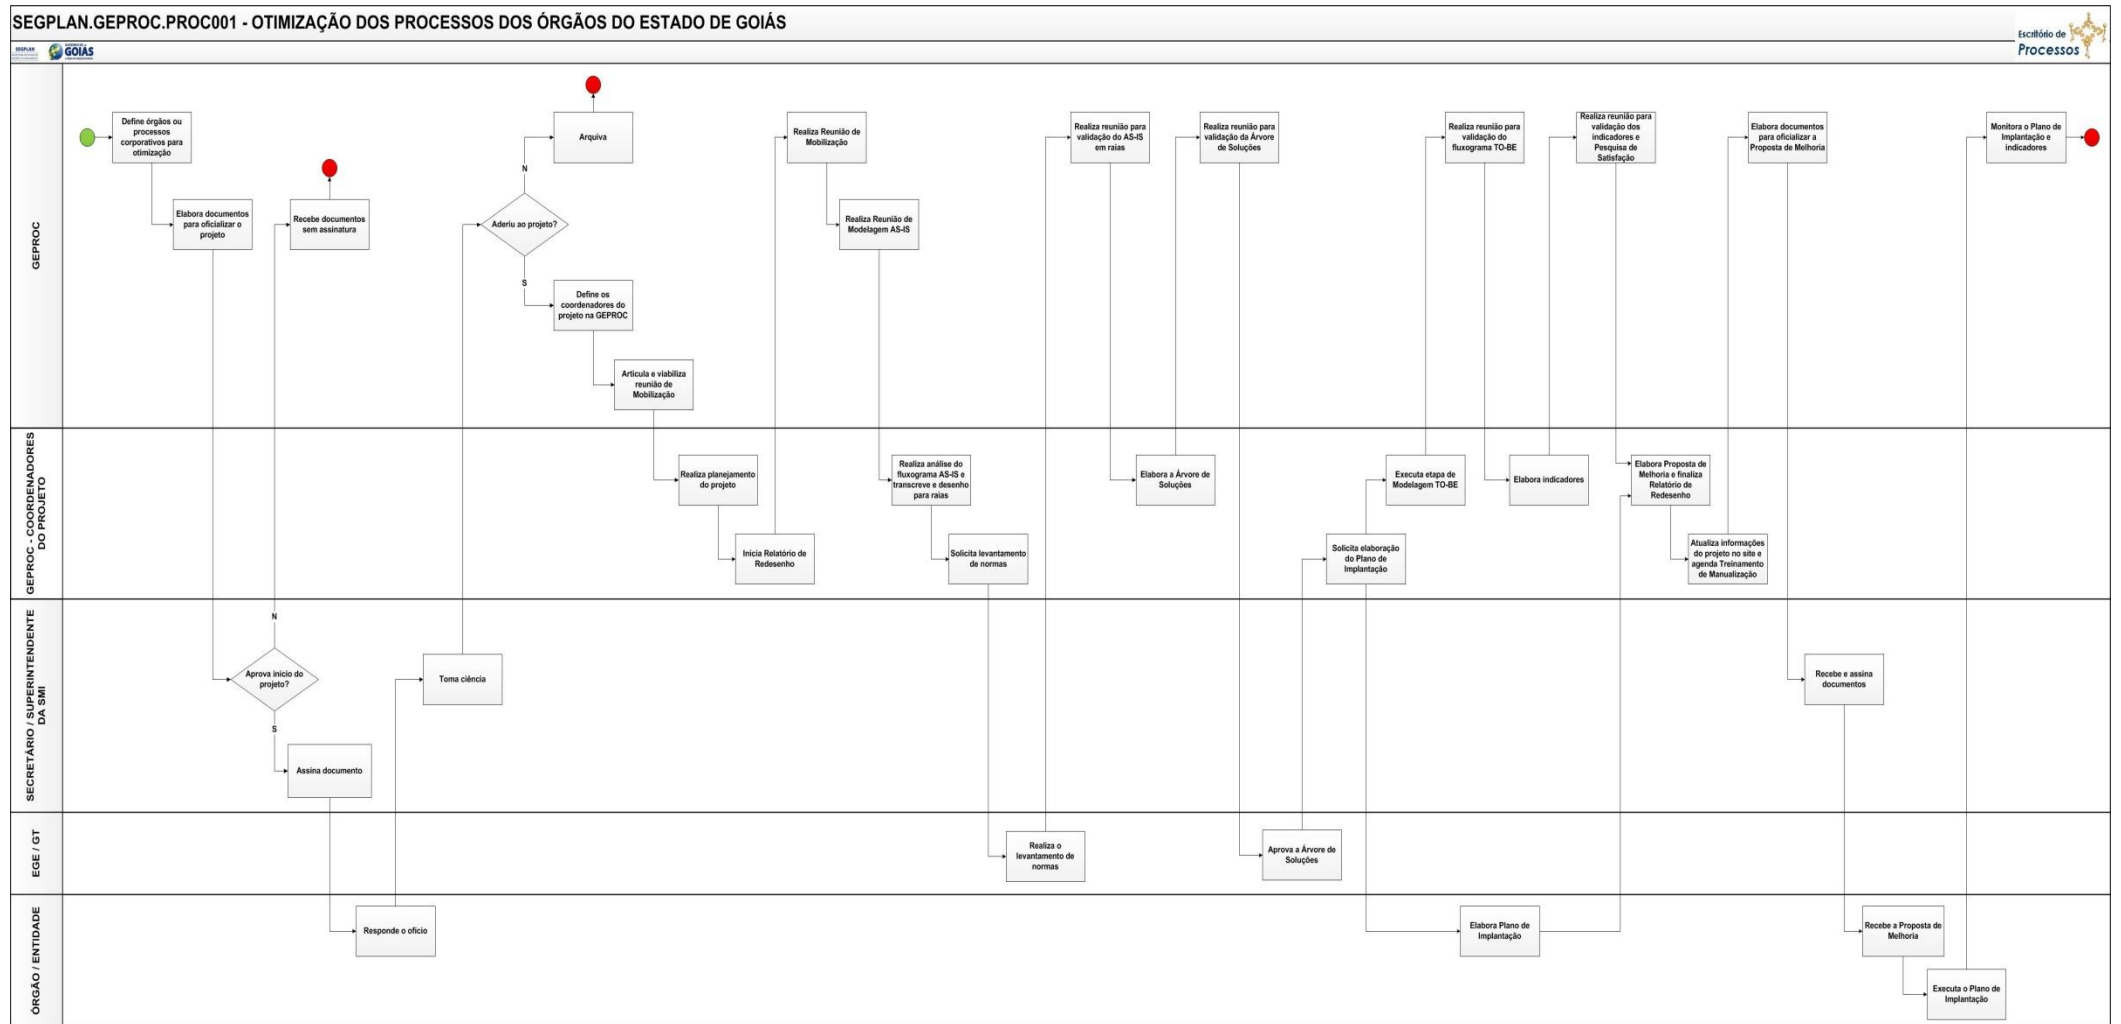 SEGPLAN.GEPROC.PROC001 - OTIMIZAÇÃO DOS PROCESSOS DOS ÓRGÃOS DO ESTADO DE GOIÁS
Escritório de
Processos
SEGPLAN
GOIÁS
GEPROC
Define órgãos ou
processos
corporativos para
otimização
Elabora documentos
para oficializar o
projeto
Recebe documentos
sem assinatura
Arquiva
N
Aderiu ao projeto?
S
Define os
coordenadores do
projeto na GEPROC
Articula e viabiliza
reunião de
Mobilização
Realiza Reunião de
Mobilização
Realiza Reunião de
Modelagem AS-IS
Realiza reunião para
validação do AS-IS
em raias
Realiza reunião para
validação da Árvore
de Soluções
Realiza reunião para
validação do
fluxograma TO-BE
Realiza reunião para
validação dos
indicadores e
Pesquisa de
Satisfação
Elabora documentos
para oficializar a
Proposta de Melhoria
Monitora o Plano de
Implantação e
indicadores
GEPROC - COORDENADORES
DO PROJETO
Realiza planejamento
do projeto
Inicia Relatório de
Redesenho
Realiza análise do
fluxograma AS-IS e
transcreve e desenho
para raias
Solicita levantamento
de normas
Elabora a Árvore de
Soluções
Solicita elaboração
do Plano de
Implantação
Executa etapa de
Modelagem TO-BE
Elabora indicadores
Elabora Proposta de
Melhoria e finaliza
Relatório de
Redesenho
Atualiza informações
do projeto no site e
agenda Treinamento
de Manualização
SECRETÁRIO / SUPERINTENDENTE
DA SMI
N
Aprova inicio do
projeto?
S
Assina documento
Toma ciência
Recebe e assina
documentos
EGE / GT
Realiza o
levantamento de
normas
Aprova a Árvore de
Soluções
ÓRGÃO / ENTIDADE
Responde o ofício
Elabora Plano de
Implantação
Recebe a Proposta de
Melhoria
Executa o Plano de
Implantação